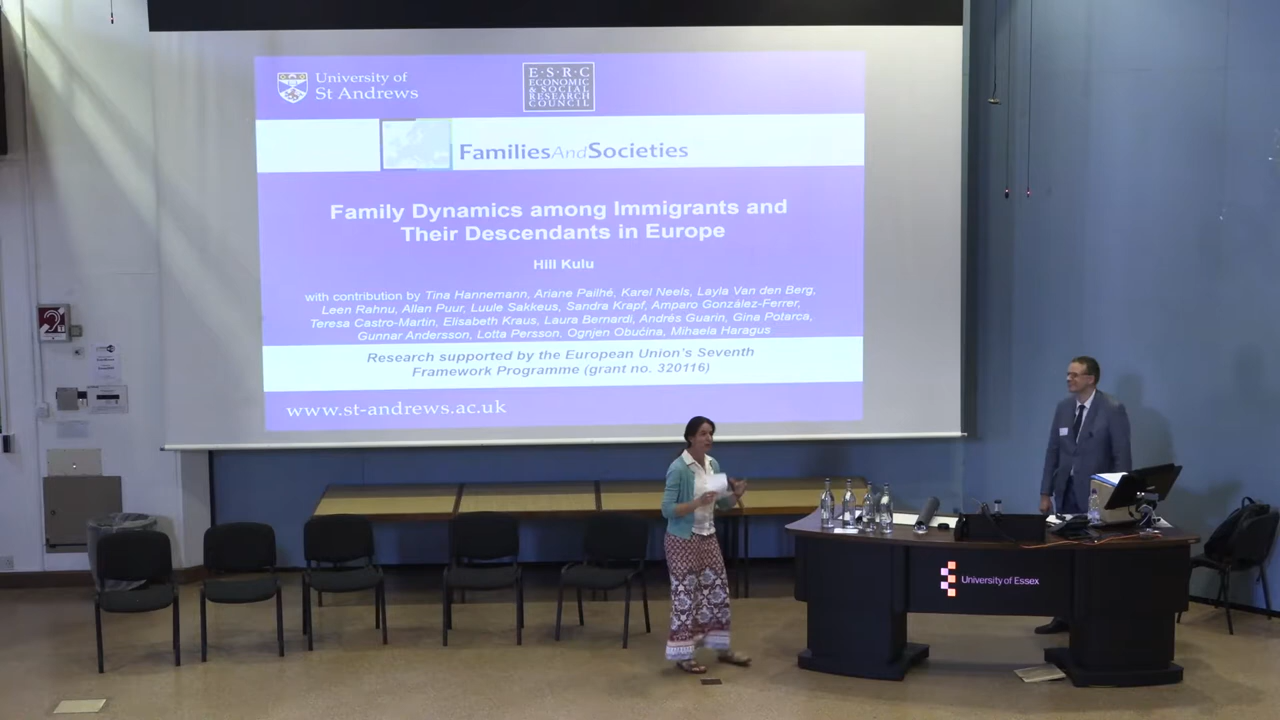 University of
St Andrews
E·S·R·C
ECONOMIC
& SOCIAL
RESEARCH
COUNCIL
FamiliesAndSocieties
Family Dynamics among Immigrants and
Their Descendants in Europe
Hill Kulu
with contribution by Tina Hannemann, Ariane Pailhé, Karel Neels, Layla Van den Berg,
Leen Rahnu, Allan Puur, Luule Sakkeus, Sandra Krapf, Amparo González-Ferrer,
Teresa Castro-Martin, Elisabeth Kraus, Laura Bernardi, Andrés Guarin, Gina Potarca,
Gunnar Andersson, Lotta Persson, Ognjen Obućina, Mihaela Haragus
Research supported by the European Union's Seventh
Framework Programme (grant no. 320116)
www.st-andrews.ac.uk
University of Essex